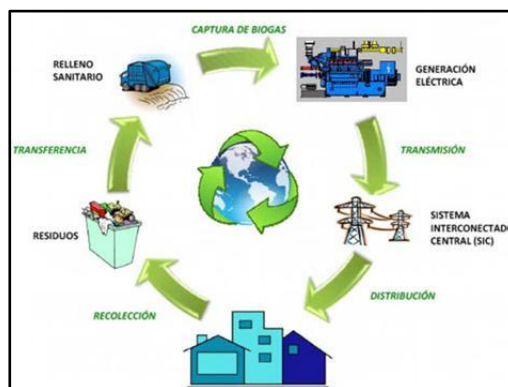 CAPTURA DE BIOGAS
RELLENO
SANITARIO
GENERACIÓN
ELÉCTRICA
TRANSFERENCIA
TRANSMISIÓN
RESIDUOS
SISTEMA
INTERCONECTADO
CENTRAL (SIC)
RECOLECCIÓN
DISTRIBUCIÓN